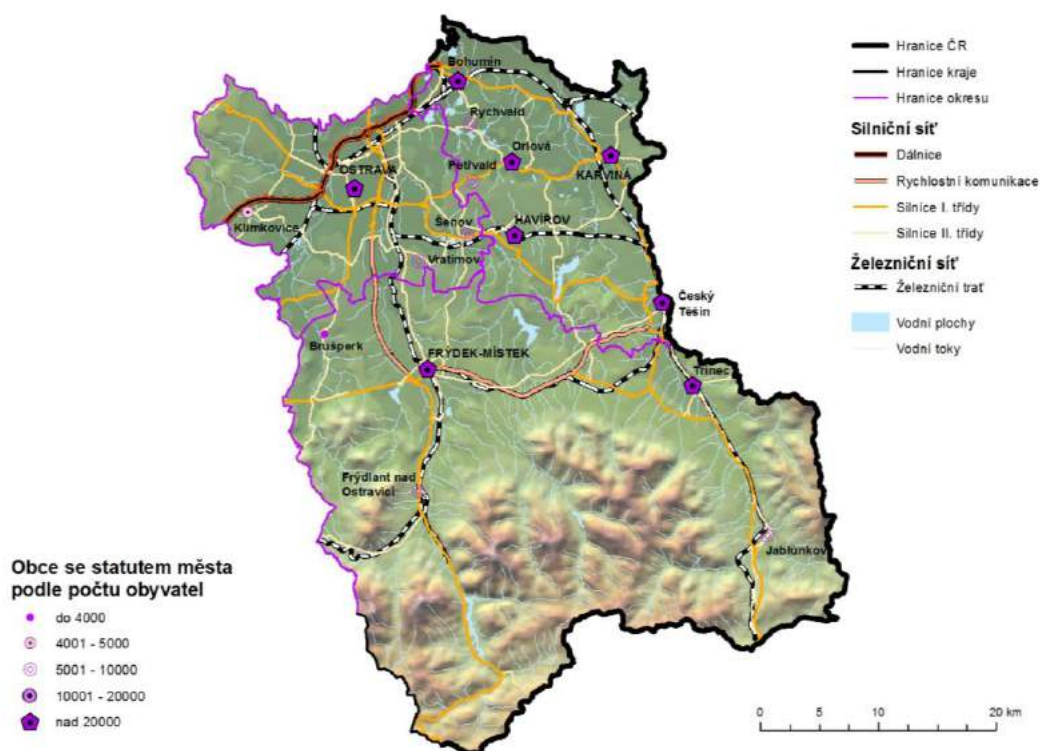 Bohumín
Rychvald
Orlová
Petřvald
KARVINÁ
OSTRAVA
Klimkovice
Šenov
HAVÍŘOV
Vratimov
Český
Těšín
Brušperk
FRÝDEK-MÍSTEK
Třinec
Frýdlant nad
Ostravicí
Jablunkov
Hranice ČR
Hranice kraje
Hranice okresu
Silniční síť
Dálnice
Rychlostní komunikace
Silnice I. třídy
Silnice II. třídy
Železniční síť
Železniční trať
Vodní plochy
Vodní toky
Obce se statutem města
podle počtu obyvatel
do 4000
4001 - 5000
5001 - 10000
10001 - 20000
nad 20000
0 5 10 20 km